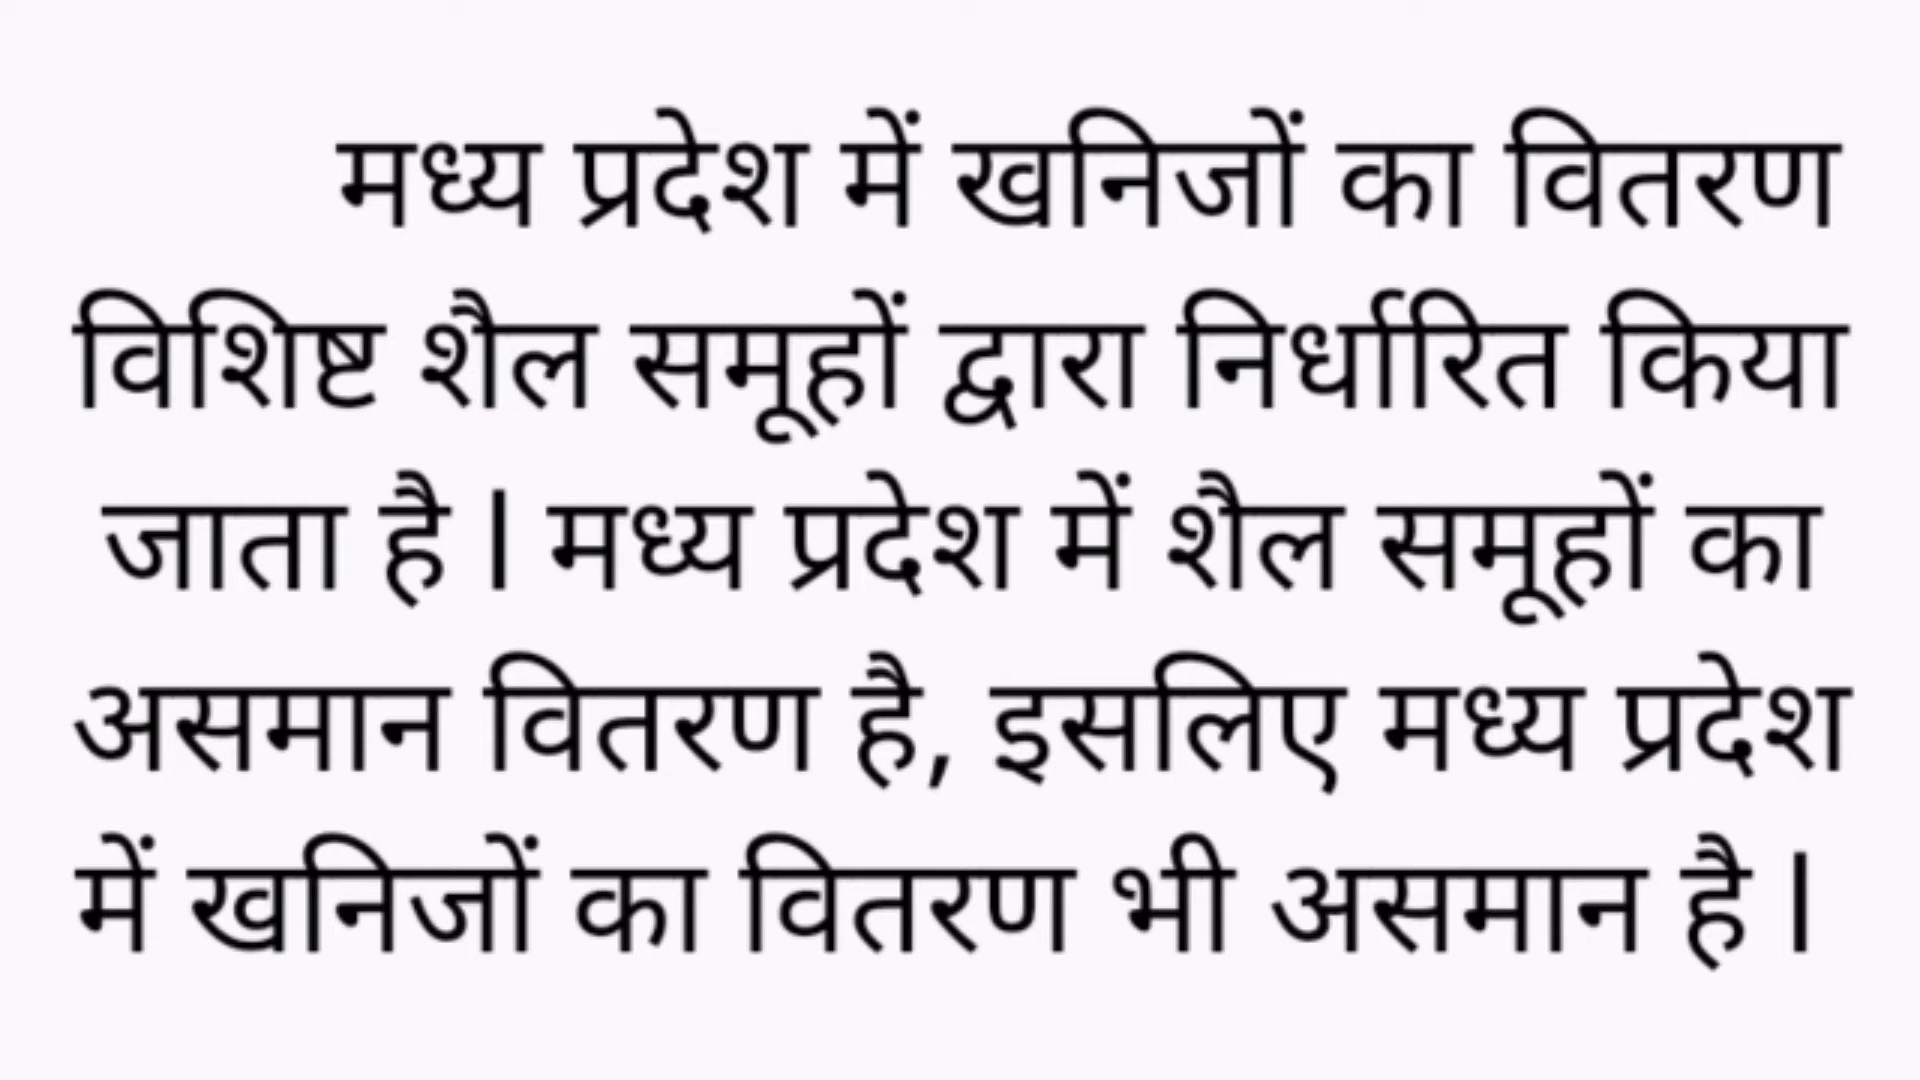 मध्य प्रदेश में खनिजों का वितरण
विशिष्ट शैल समूहों द्वारा निर्धारित किया
जाता है । मध्य प्रदेश में शैल समूहों का
असमान वितरण है, इसलिए मध्य प्रदेश
में खनिजों का वितरण भी असमान है ।